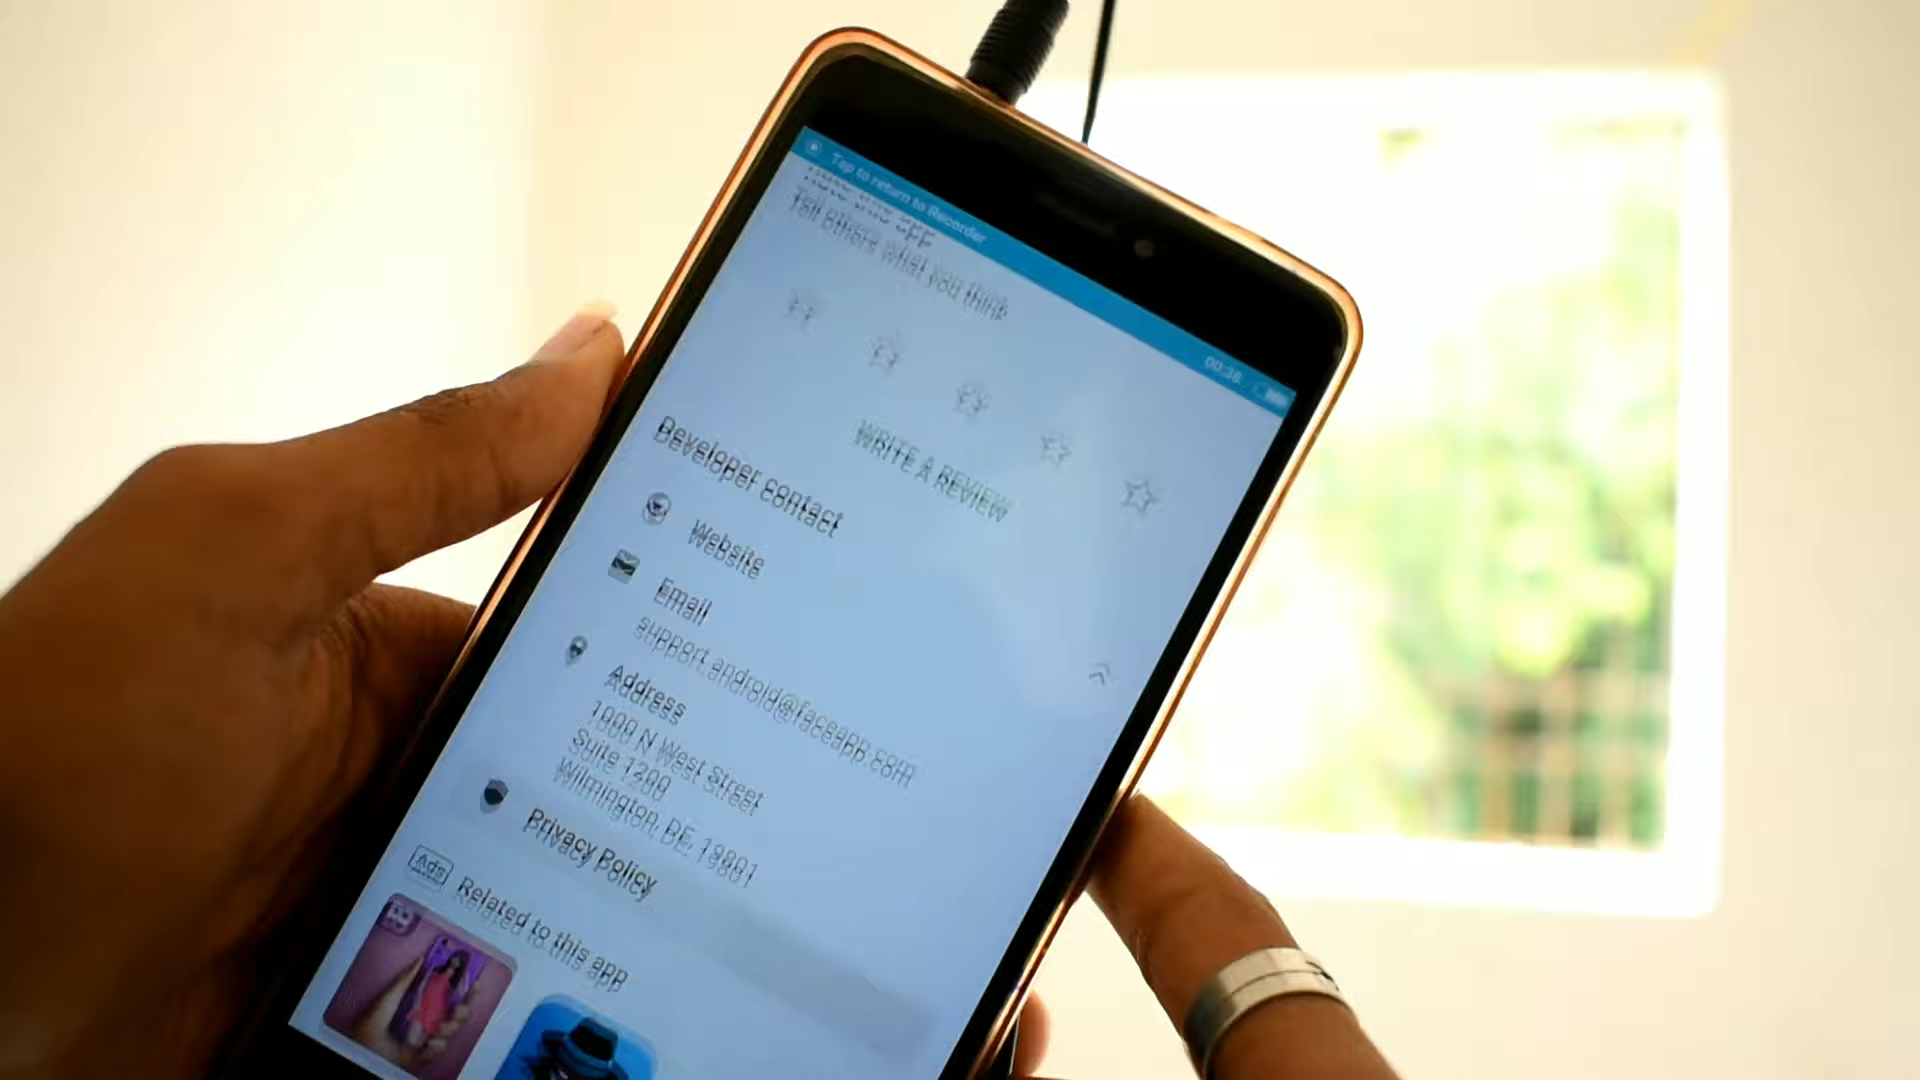 Tap to return to Recorder
00:38
Tell others what you think
WRITE A REVIEW
Developer contact
Website
Email
support.android@faceapp.com
Address
1000 N West Street
Suite 1200
Wilmington, DE, 19801
Privacy Policy
Ads
Related to this app